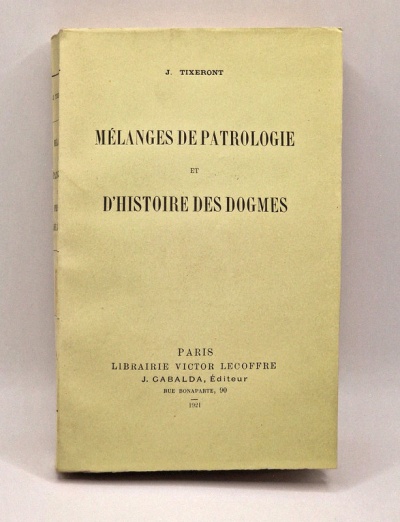 J. TIXERONT
MÉLANGES DE PATROLOGIE
ET
D'HISTOIRE DES DOGMES
PARIS
LIBRAIRIE VICTOR LECOFFRE
J. GABALDA, Éditeur
RUE BONAPARTE, 90
1921